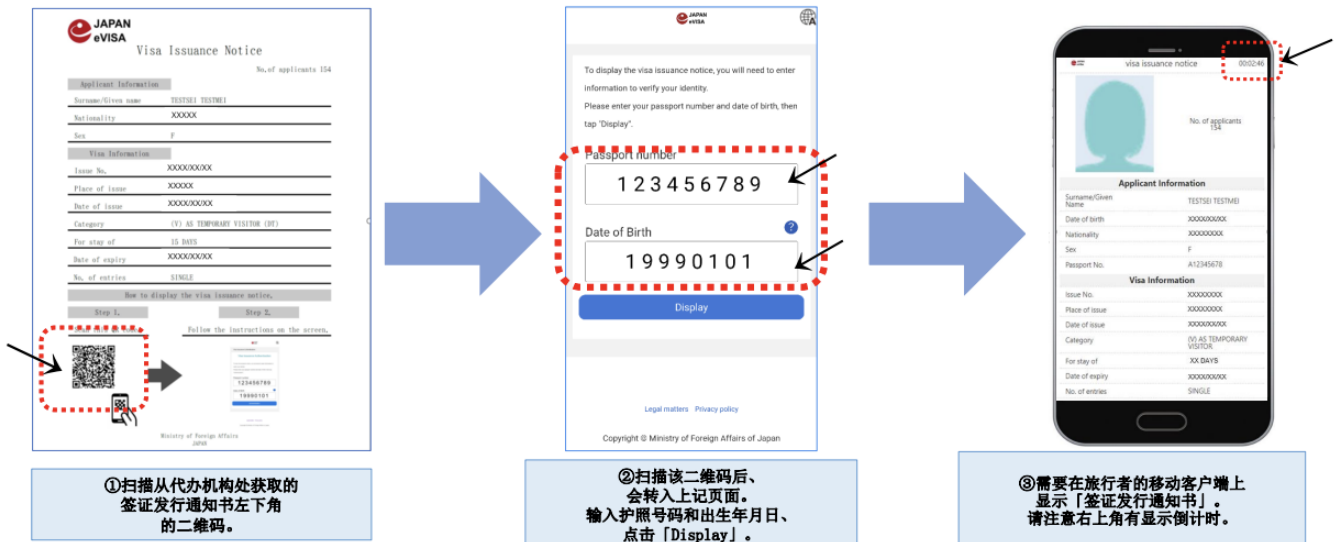 JAPAN
eVISA
Visa Issuance Notice
No.of applicants 154
Applicant Information
Surname/Given name TESTSEI TESTMEI
Nationality XXXXX
Sex F
Visa Information
Issue No. XXXX/XX/XX
Place of issue XXXXX
Date of issue XXXX/XX/XX
Category (V) AS TEMPORARY VISITOR (DT)
For stay of 15 DAYS
Date of expiry XXXX/XX/XX
No. of entries SINGLE
How to display the visa issuance notice.
Step 1. Step 2.
Follow the instructions on the screen.
123456789
19990101
Ministry of Foreign Affairs
JAPAN
①扫描从代办机构处获取的
签证发行通知书左下角
的二维码。
JAPAN
eVISA
To display the visa issuance notice, you will need to enter
information to verify your identity.
Please enter your passport number and date of birth, then
tap "Display".
Passport number
123456789
Date of Birth ?
19990101
Display
Legal matters Privacy policy
Copyright © Ministry of Foreign Affairs of Japan
②扫描该二维码后、
会转入上记页面。
输入护照号码和出生年月日、
点击「Display」。
visa issuance notice 00:02:46
No. of applicants
154
Applicant Information
Surname/Given
Name TESTSEI TESTMEI
Date of birth XXXX/XX/XX
Nationality XXXXXXXX
Sex F
Passport No. A12345678
Visa Information
Issue No. XXXXXXXX
Place of issue XXXXXXXX
Date of issue XXXX/XX/XX
Category (V) AS TEMPORARY
VISITOR
For stay of XX DAYS
Date of expiry XXXX/XX/XX
No. of entries SINGLE
③需要在旅行者的移动客户端上
显示「签证发行通知书」。
请注意右上角有显示倒计时。